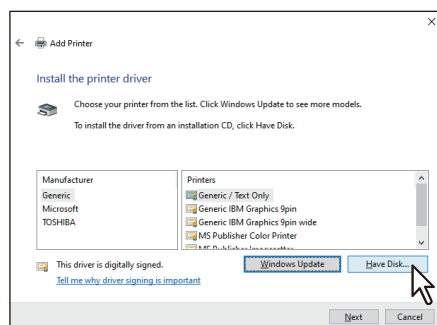 Add Printer
Install the printer driver
Choose your printer from the list. Click Windows Update to see more models.
To install the driver from an installation CD, click Have Disk.
Manufacturer
Generic
Microsoft
TOSHIBA
Printers
Generic / Text Only
Generic IBM Graphics 9pin
Generic IBM Graphics 9pin wide
MS Publisher Color Printer
MS Publisher Imagesetter
This driver is digitally signed.
Tell me why driver signing is important
Windows Update
Have Disk...
Next
Cancel